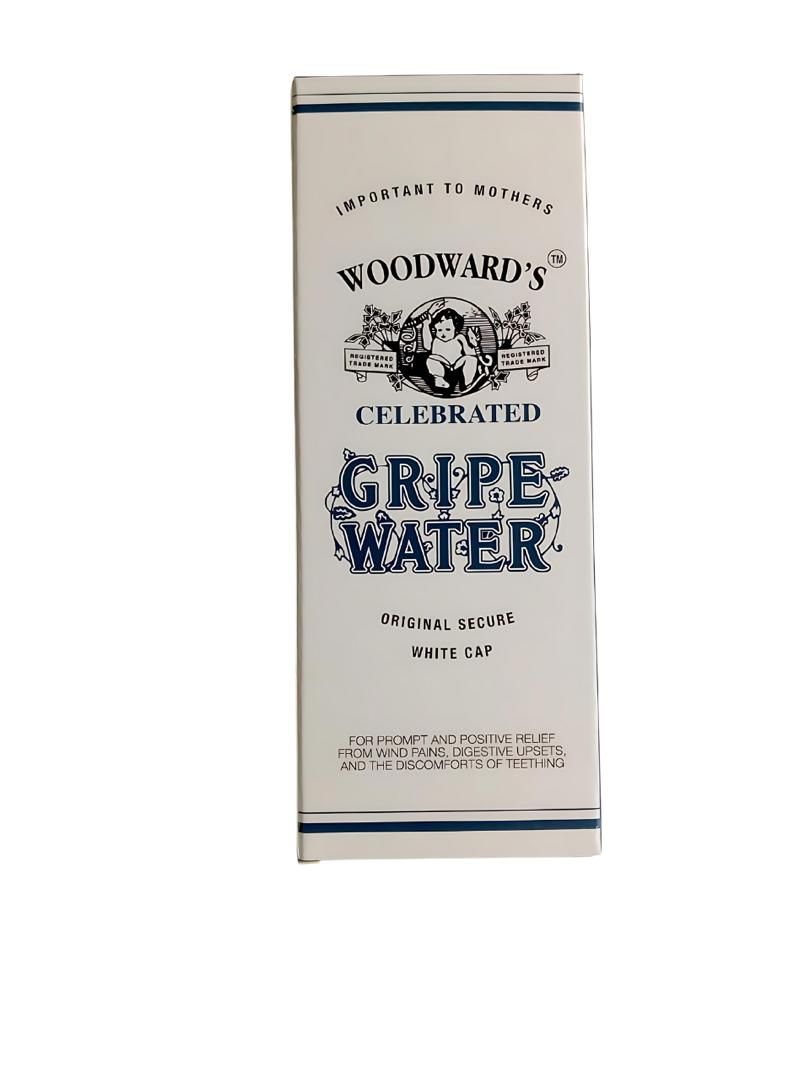 IMPORTANT TO MOTHERS
WOODWARD'S TM
REGISTERED TRADE MARK
REGISTERED TRADE MARK
CELEBRATED
GRIPE
WATER
ORIGINAL SECURE
WHITE CAP
FOR PROMPT AND POSITIVE RELIEF
FROM WIND PAINS, DIGESTIVE UPSETS,
AND THE DISCOMFORTS OF TEETHING